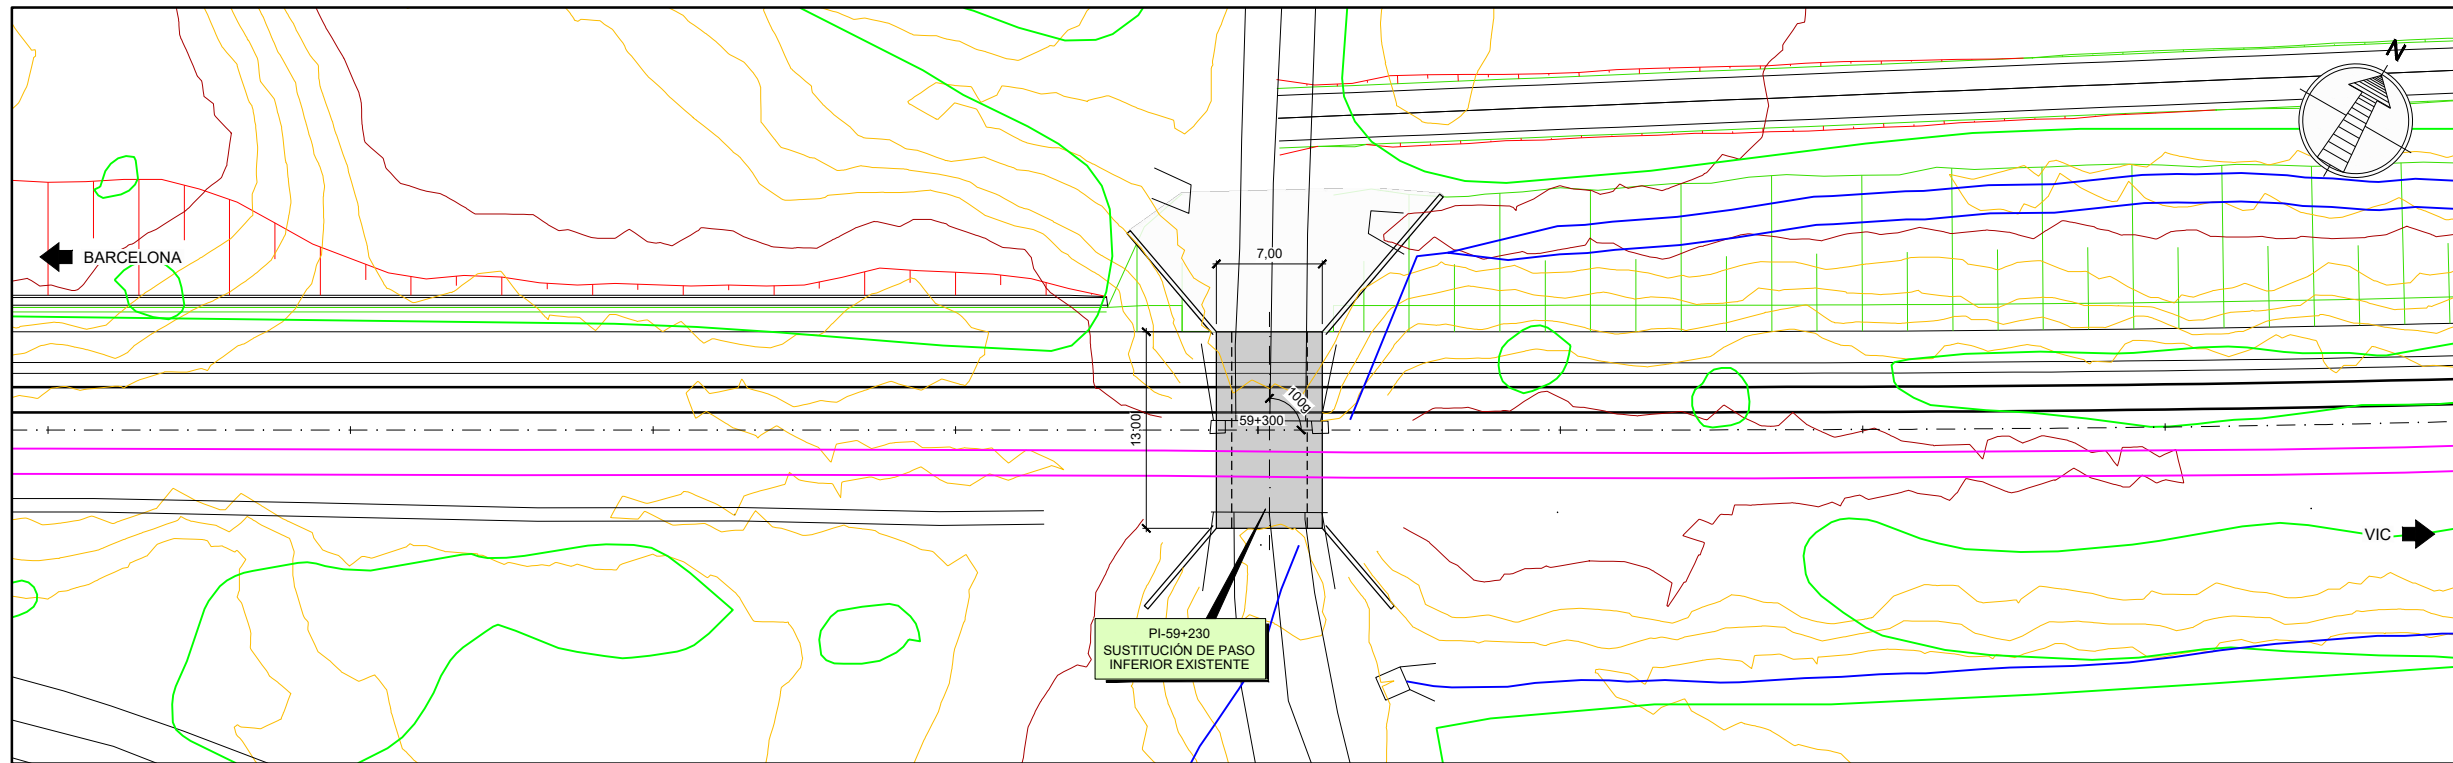 N
BARCELONA
7,00
100g
59+300
13.00
VIC
PI-59+230
SUSTITUCIÓN DE PASO
INFERIOR EXISTENTE